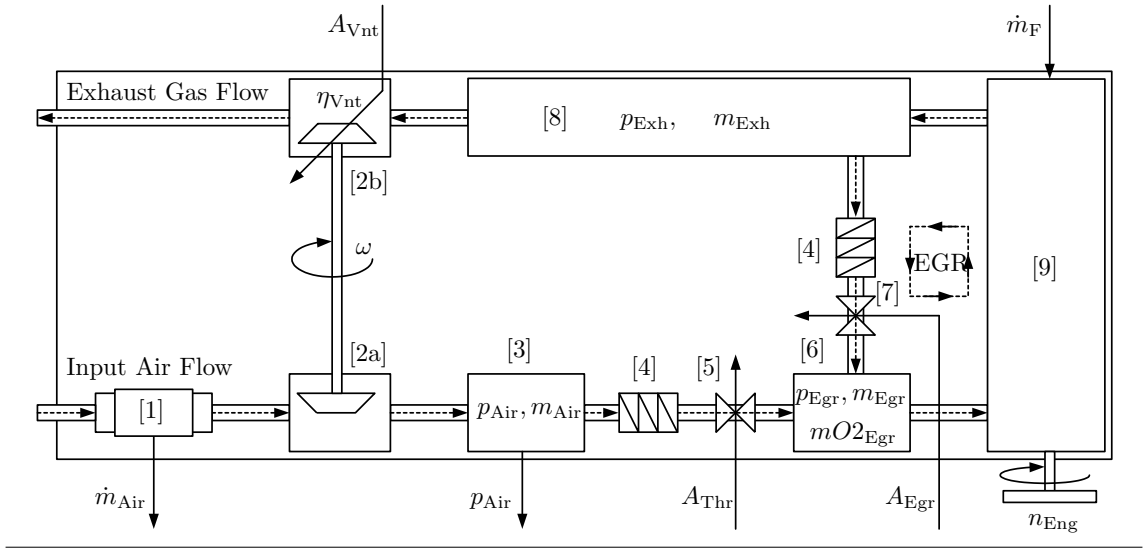 A_Vnt
ṁ_F
Exhaust Gas Flow
η_Vnt
[8] p_Exh, m_Exh
[2b]
ω
[4]
EGR
[9]
[7]
[2a]
[3]
[4]
[5]
[6]
Input Air Flow
[1]
p_Air, m_Air
p_Egr, m_Egr
mO2_Egr
ṁ_Air
p_Air
A_Thr
A_Egr
n_Eng